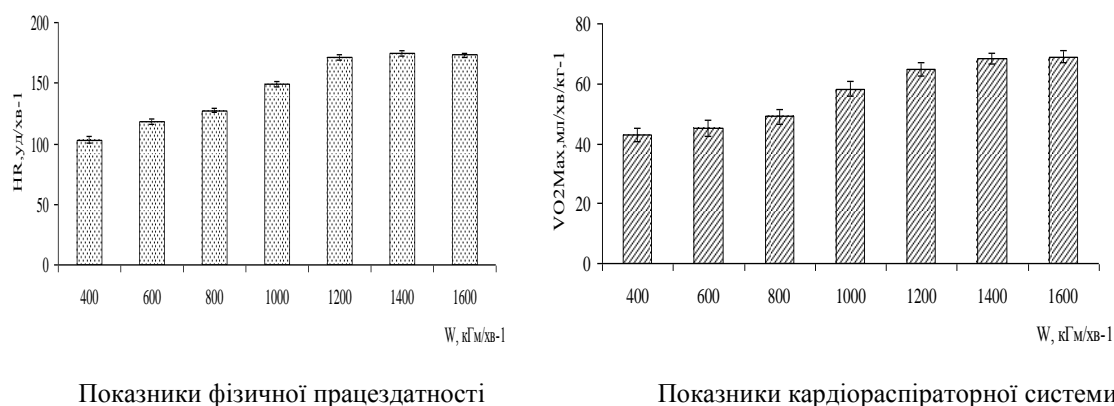 200
150
100
50
0
HR,уд/хв-1
400 600 800 1000 1200 1400 1600
W, кГм/хв-1
Показники фізичної працездатності
80
60
40
20
0
VO2Max,мл/хв/кг-1
400 600 800 1000 1200 1400 1600
W, кГм/хв-1
Показники кардіораспіраторної системи